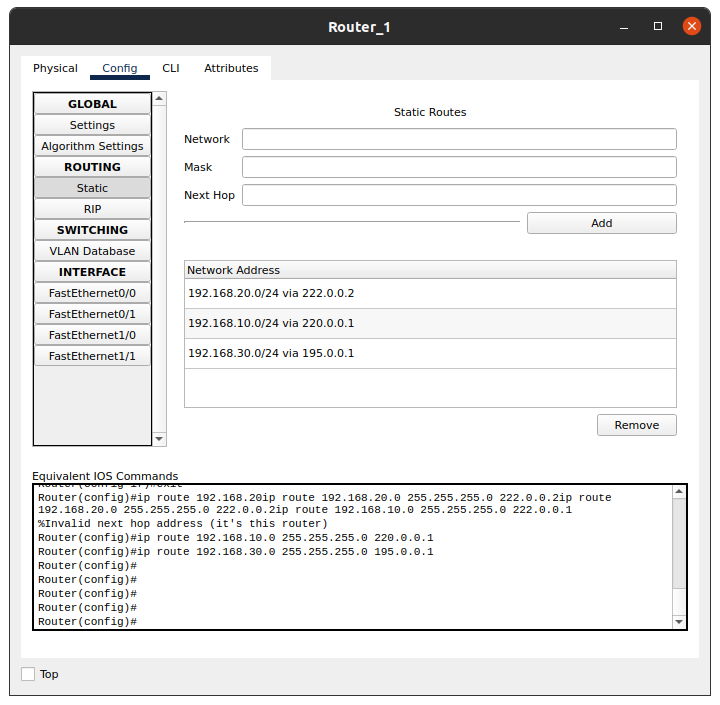 Router_1
Physical
Config
CLI
Attributes
GLOBAL
Settings
Algorithm Settings
ROUTING
Static
RIP
SWITCHING
VLAN Database
INTERFACE
FastEthernet0/0
FastEthernet0/1
FastEthernet1/0
FastEthernet1/1
Static Routes
Network
Mask
Next Hop
Add
Network Address
192.168.20.0/24 via 222.0.0.2
192.168.10.0/24 via 220.0.0.1
192.168.30.0/24 via 195.0.0.1
Remove
Equivalent IOS Commands
Router(config-if)#exit
Router(config)#ip route 192.168.20ip route 192.168.20.0 255.255.255.0 222.0.0.2ip route
192.168.20.0 255.255.255.0 222.0.0.2ip route 192.168.10.0 255.255.255.0 222.0.0.1
%Invalid next hop address (it's this router)
Router(config)#ip route 192.168.10.0 255.255.255.0 220.0.0.1
Router(config)#ip route 192.168.30.0 255.255.255.0 195.0.0.1
Router(config)#
Router(config)#
Router(config)#
Router(config)#
Router(config)#
Top